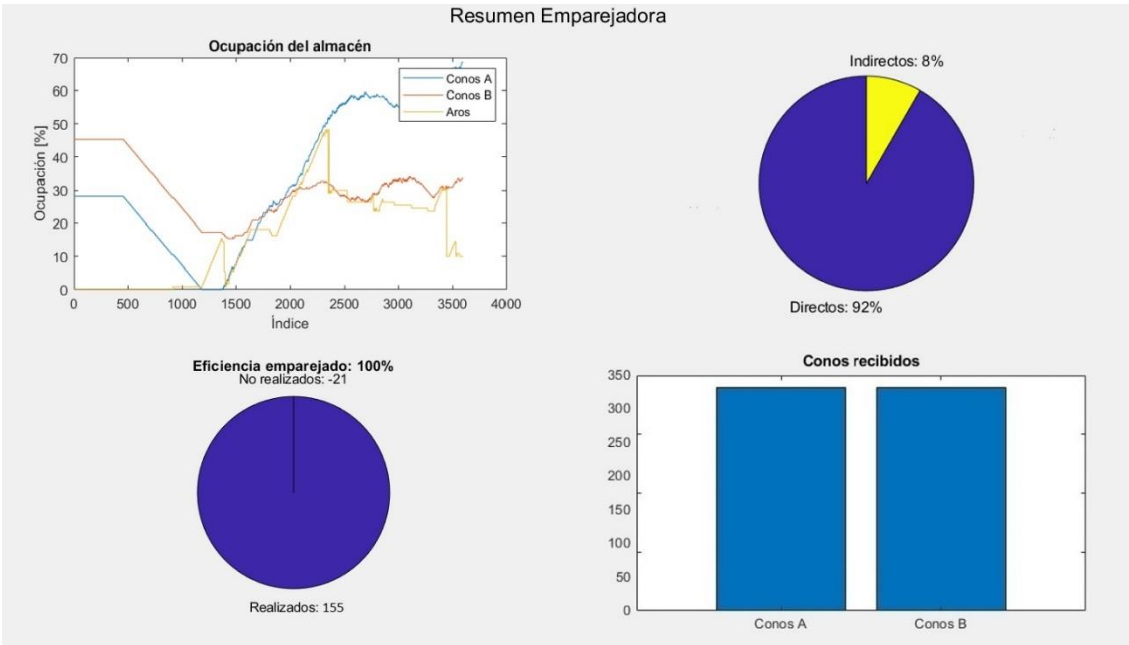 Resumen Emparejadora
Ocupación del almacén
70
60
50
40
30
20
10
0
Ocupación [%]
Conos A
Conos B
Aros
0 500 1000 1500 2000 2500 3000 3500 4000
Índice
Indirectos: 8%
Directos: 92%
Eficiencia emparejado: 100%
No realizados: -21
Realizados: 155
Conos recibidos
350
300
250
200
150
100
50
0
Conos A Conos B